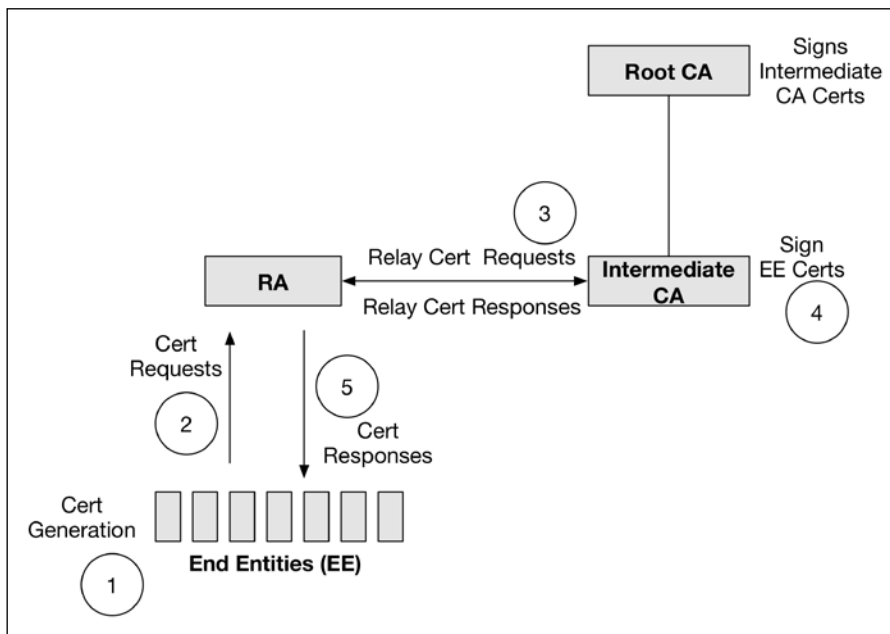 Root CA
Signs
Intermediate
CA Certs
3
Relay Cert Requests
RA
Intermediate
CA
Sign
EE Certs
Relay Cert Responses
4
Cert
Requests
2
5
Cert
Responses
Cert
Generation
1
End Entities (EE)